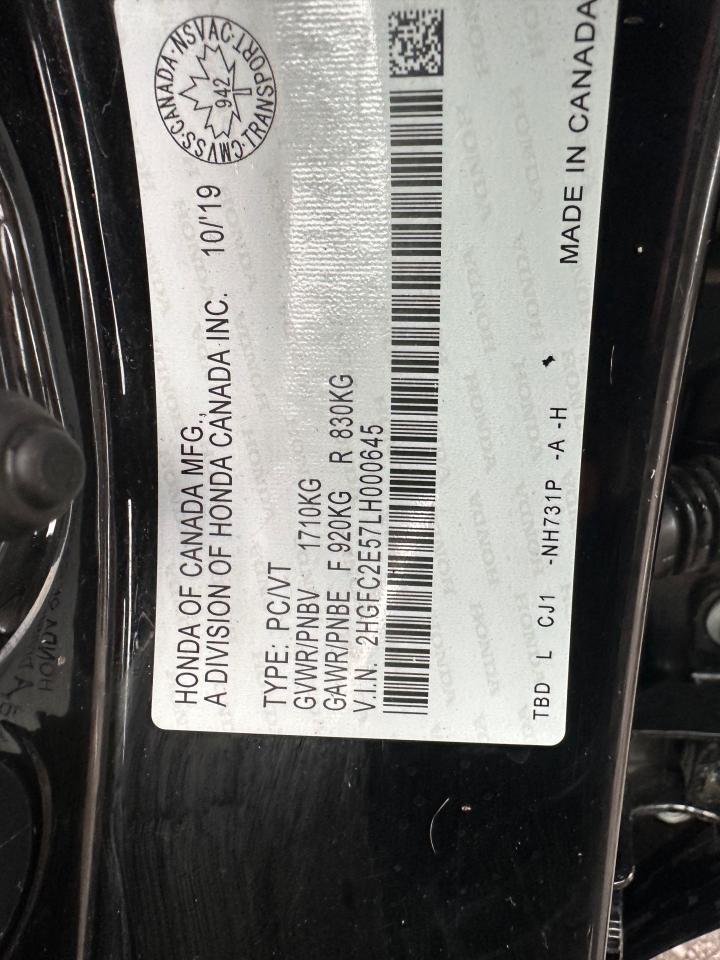 HONDA OF CANADA MFG.,
A DIVISION OF HONDA CANADA INC. 10/'19
CMVSS·CANADA·NSVAC·TRANSPORT·
942
TYPE: PC/VT
GVWR/PNBV 1710KG
GAWR/PNBE F 920KG R 830KG
V.I.N. 2HGFC2E57LH000645
TBD L CJ1 -NH731P -A -H
MADE IN CANADA